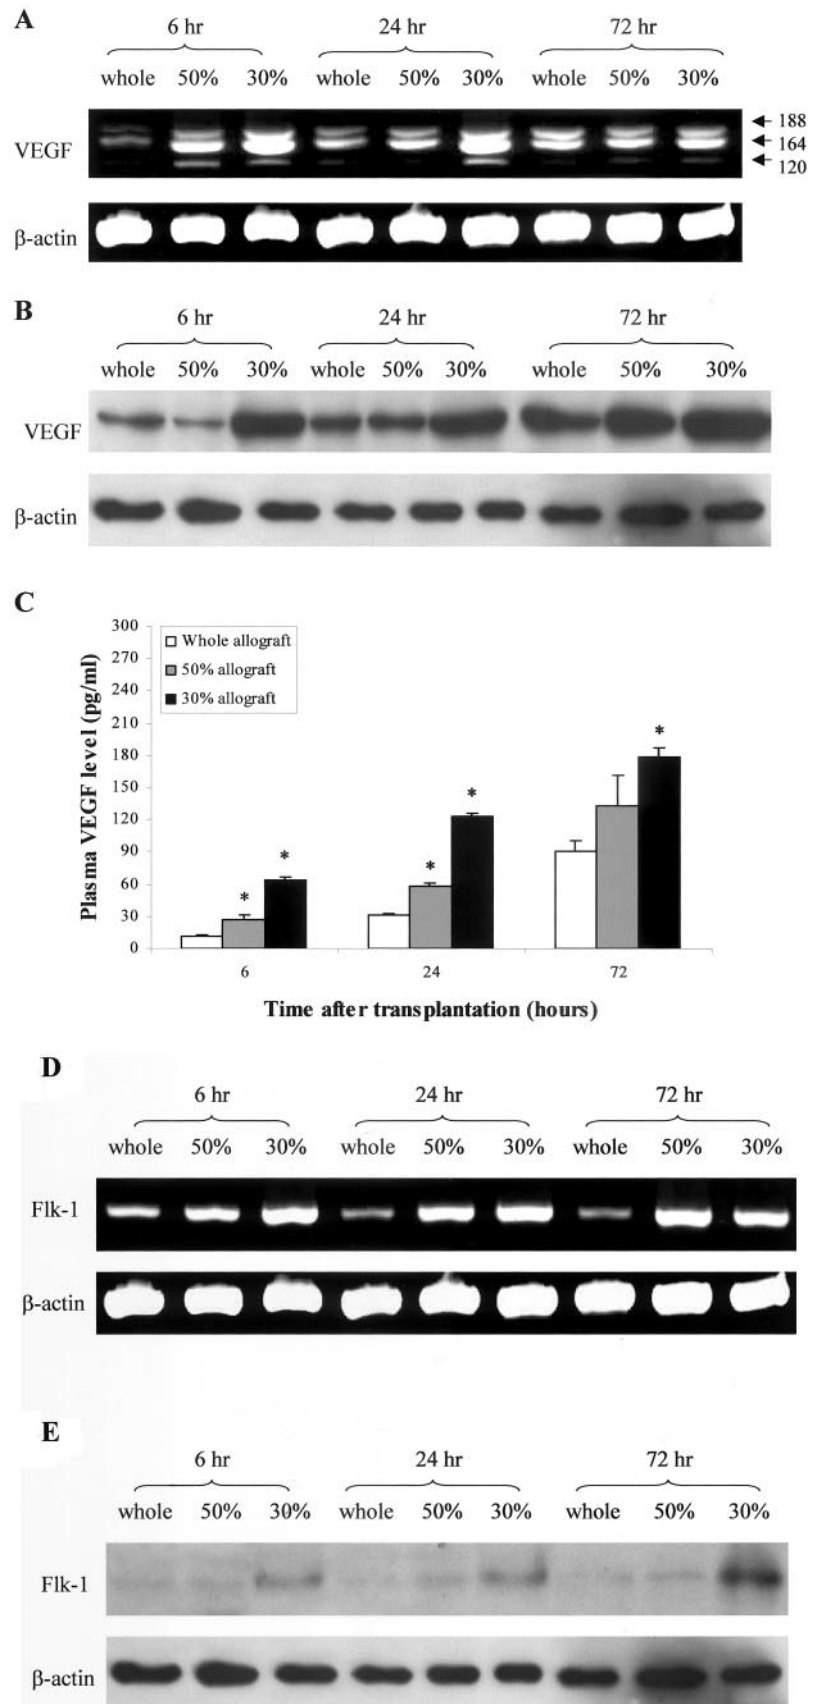 A
6 hr 24 hr 72 hr
whole 50% 30% whole 50% 30% whole 50% 30%
VEGF
188
164
120
β-actin
B
6 hr 24 hr 72 hr
whole 50% 30% whole 50% 30% whole 50% 30%
VEGF
β-actin
C
Plasma VEGF level (pg/ml)
300
270
240
210
180
150
120
90
60
30
0
Whole allograft
50% allograft
30% allograft
* * * * *
6 24 72
Time after transplantation (hours)
D
6 hr 24 hr 72 hr
whole 50% 30% whole 50% 30% whole 50% 30%
Flk-1
β-actin
E
6 hr 24 hr 72 hr
whole 50% 30% whole 50% 30% whole 50% 30%
Flk-1
β-actin